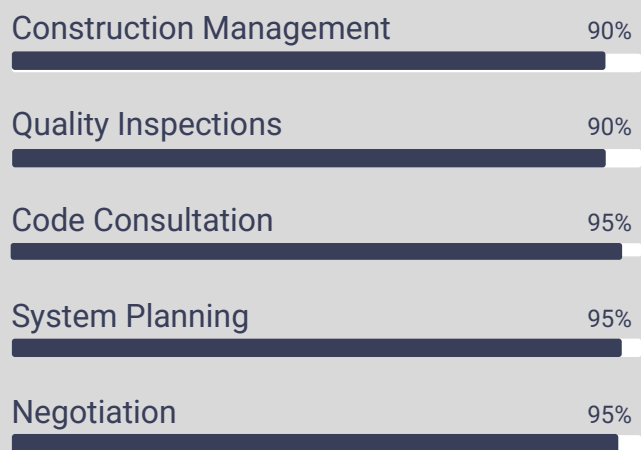 Construction Management 90%
Quality Inspections 90%
Code Consultation 95%
System Planning 95%
Negotiation 95%